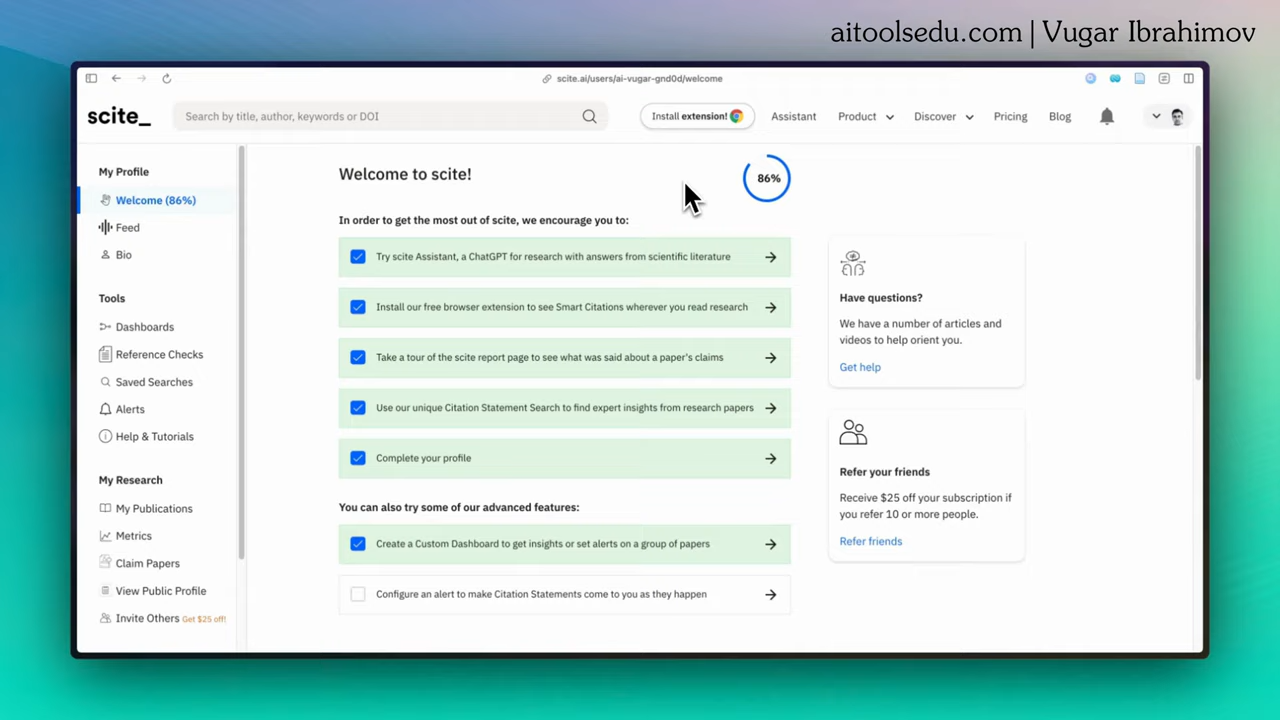 aitoolsedu.com | Vugar Ibrahimov
scite.ai/users/ai-vugar-gnd0d/welcome
scite_
Search by title, author, keywords or DOI
Install extension!
Assistant
Product
Discover
Pricing
Blog
My Profile
Welcome (86%)
Feed
Bio
Tools
Dashboards
Reference Checks
Saved Searches
Alerts
Help & Tutorials
My Research
My Publications
Metrics
Claim Papers
View Public Profile
Invite Others Get $25 off!
Welcome to scite!
86%
In order to get the most out of scite, we encourage you to:
Try scite Assistant, a ChatGPT for research with answers from scientific literature
Install our free browser extension to see Smart Citations wherever you read research
Take a tour of the scite report page to see what was said about a paper's claims
Use our unique Citation Statement Search to find expert insights from research papers
Complete your profile
You can also try some of our advanced features:
Create a Custom Dashboard to get insights or set alerts on a group of papers
Configure an alert to make Citation Statements come to you as they happen
Have questions?
We have a number of articles and
videos to help orient you.
Get help
Refer your friends
Receive $25 off your subscription if
you refer 10 or more people.
Refer friends